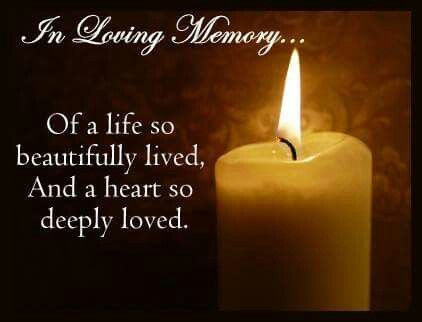 In Loving Memory...
Of a life so
beautifully lived,
And a heart so
deeply loved.